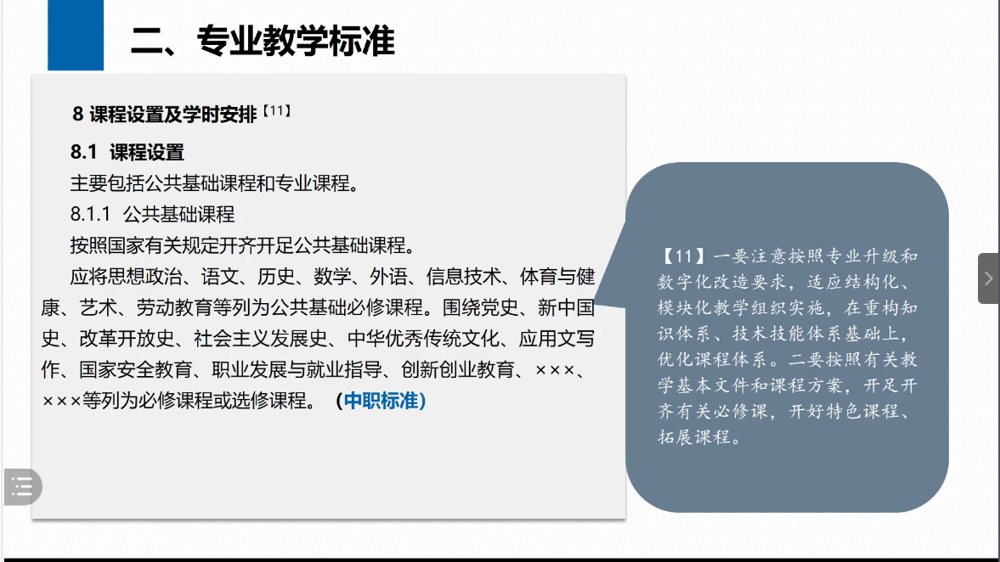 二、专业教学标准
8 课程设置及学时安排【11】
8.1 课程设置
主要包括公共基础课程和专业课程。
8.1.1 公共基础课程
按照国家有关规定开齐开足公共基础课程。
应将思想政治、语文、历史、数学、外语、信息技术、体育与健
康、艺术、劳动教育等列为公共基础必修课程。围绕党史、新中国
史、改革开放史、社会主义发展史、中华优秀传统文化、应用文写
作、国家安全教育、职业发展与就业指导、创新创业教育、×××、
×××等列为必修课程或选修课程。（中职标准）
【11】一要注意按照专业升级和
数字化改造要求，适应结构化、
模块化教学组织实施，在重构知
识体系、技术技能体系基础上，
优化课程体系。二要按照有关教
学基本文件和课程方案，开足开
齐有关必修课，开好特色课程、
拓展课程。